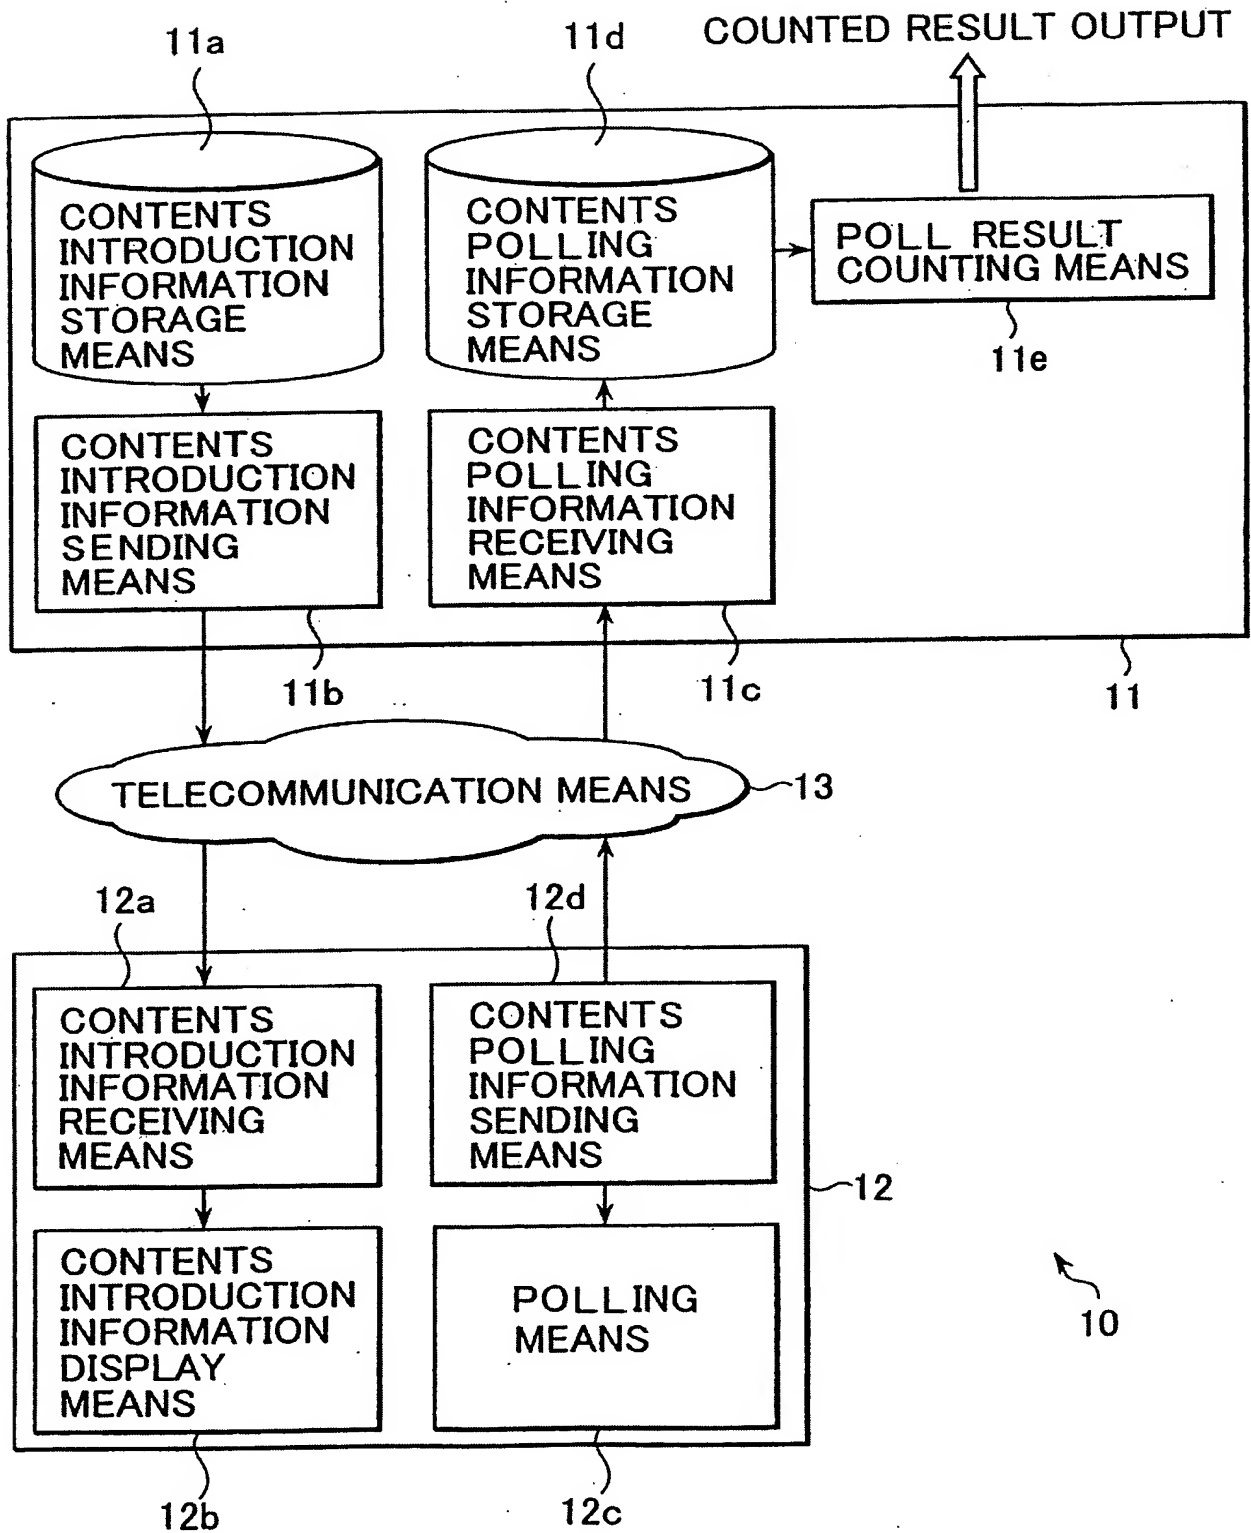 COUNTED RESULT OUTPUT
11a
11d
CONTENTS
INTRODUCTION
INFORMATION
STORAGE
MEANS
CONTENTS
POLLING
INFORMATION
STORAGE
MEANS
POLL RESULT
COUNTING MEANS
11e
CONTENTS
INTRODUCTION
INFORMATION
SENDING
MEANS
CONTENTS
POLLING
INFORMATION
RECEIVING
MEANS
11b
11c
11
TELECOMMUNICATION MEANS
13
12a
12d
CONTENTS
INTRODUCTION
INFORMATION
RECEIVING
MEANS
CONTENTS
POLLING
INFORMATION
SENDING
MEANS
12
CONTENTS
INTRODUCTION
INFORMATION
DISPLAY
MEANS
POLLING
MEANS
10
12b
12c